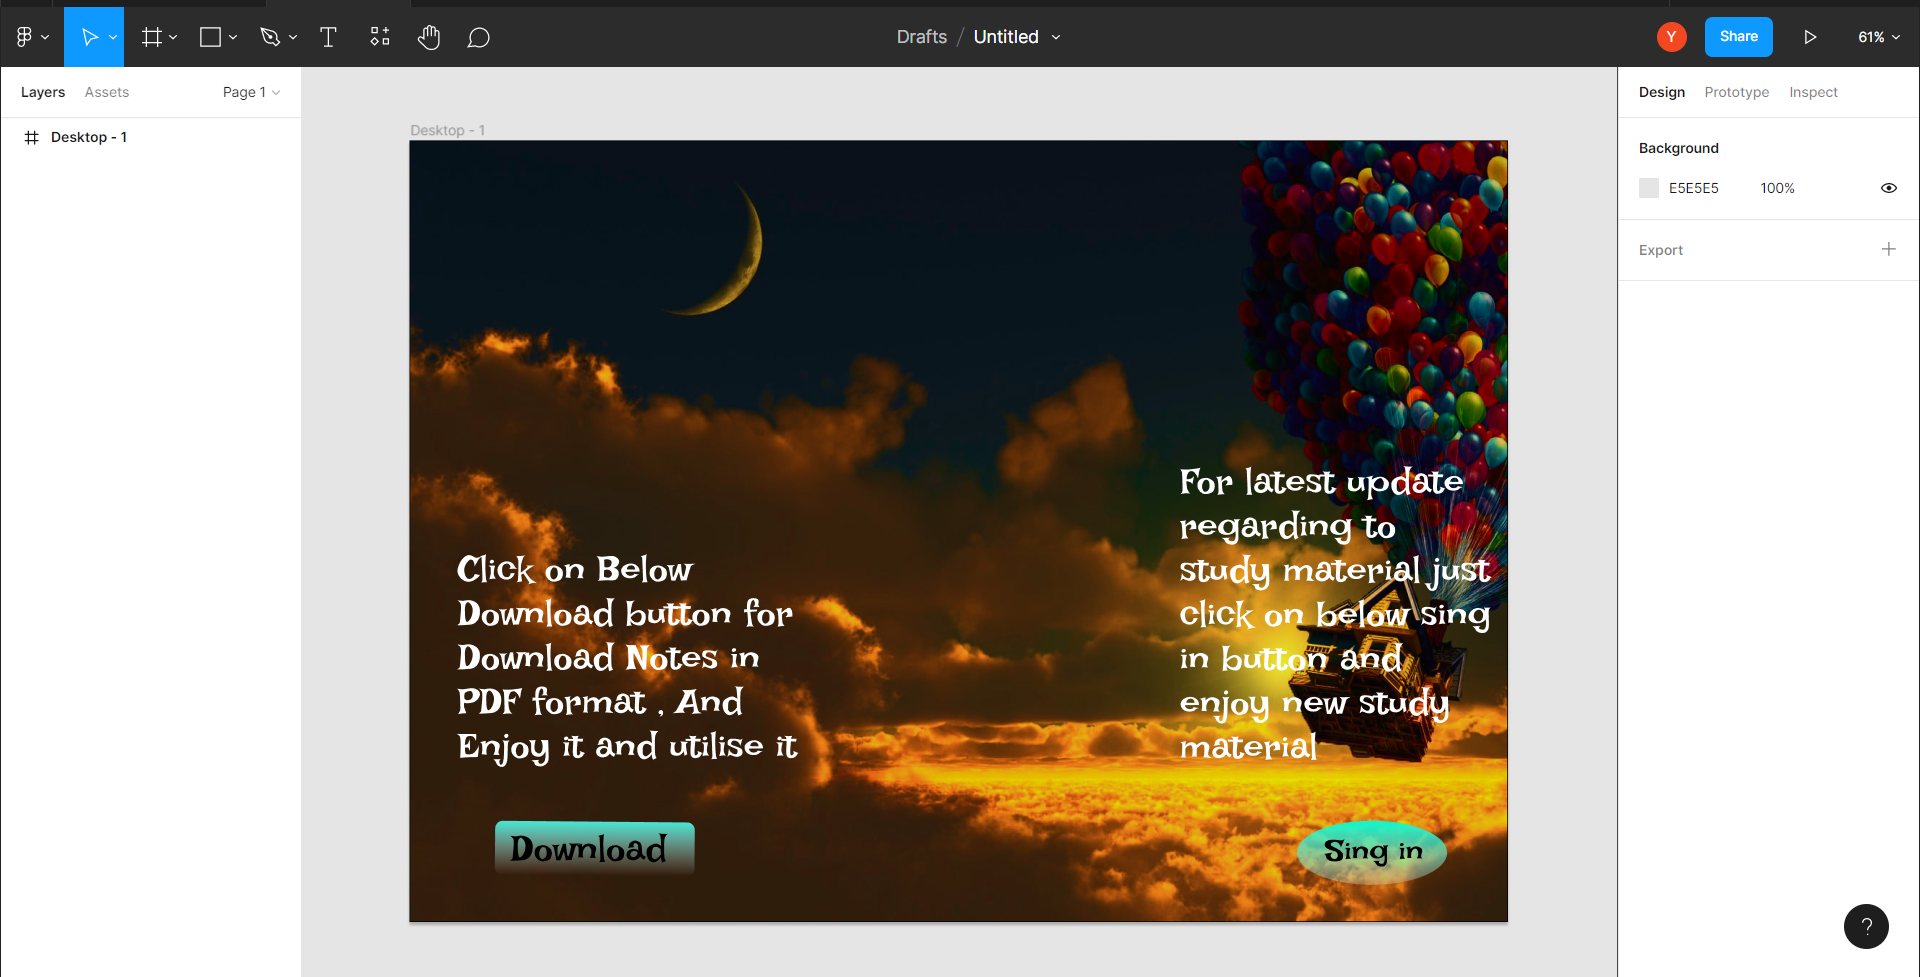 Drafts / Untitled
Y
Share
61%
Layers
Assets
Page 1
Desktop - 1
Desktop - 1
Click on Below
Download button for
Download Notes in
PDF format , And
Enjoy it and utilise it
Download
For latest update
regarding to
study material just
click on below sing
in button and
enjoy new study
material
Sing in
Design
Prototype
Inspect
Background
E5E5E5
100%
Export
?